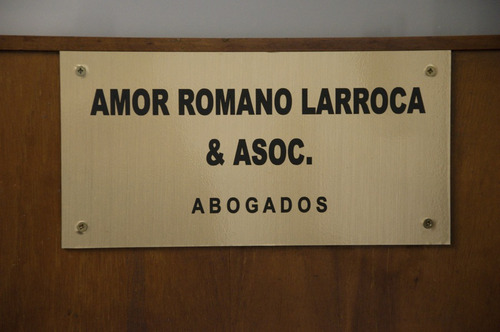 AMOR ROMANO LARROCA
& ASOC.
ABOGADOS